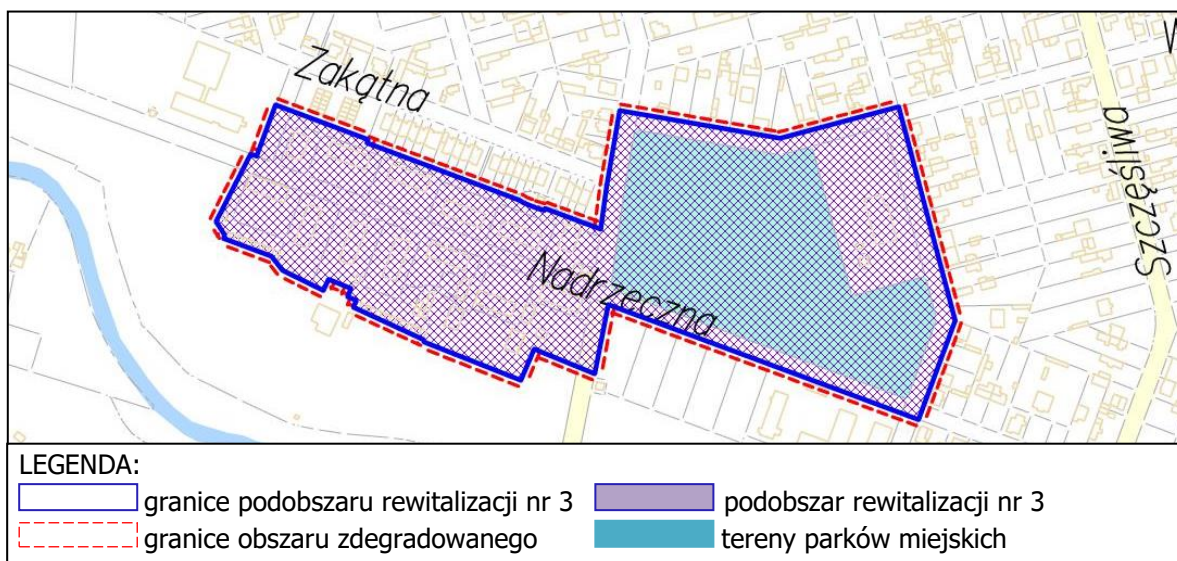 Zakątna
Szczęśliwa
W
Nadrzeczna
LEGENDA:
granice podobszaru rewitalizacji nr 3
podobszar rewitalizacji nr 3
granice obszaru zdegradowanego
tereny parków miejskich